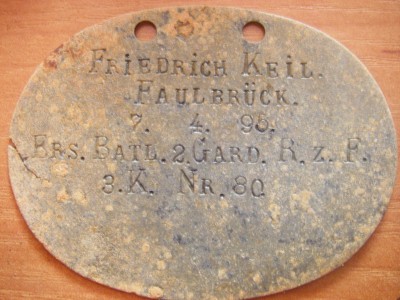 Friedrich Keil.
Faulbrück.
7. 4. 95.
Ers. Batl. 2. Gard. R. z. F.
3. K. Nr. 80